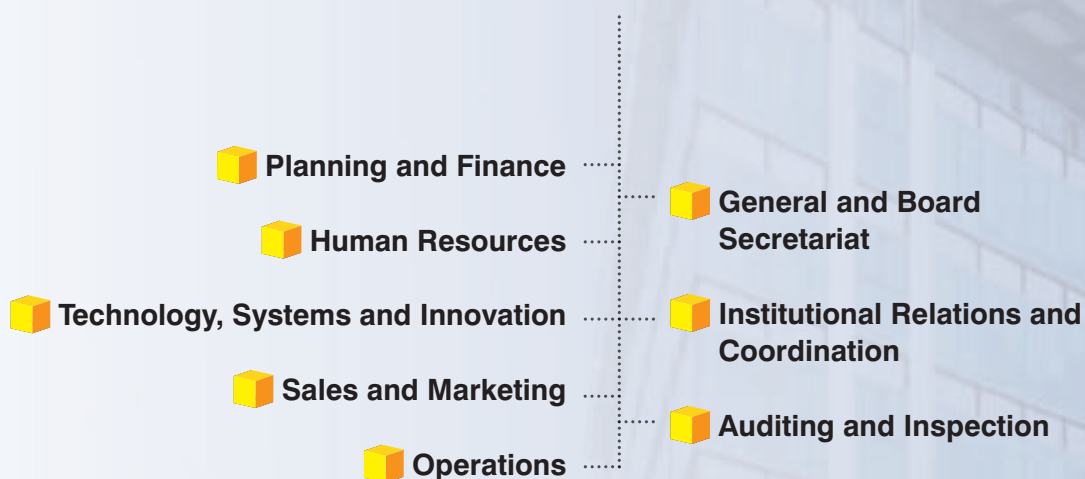 Planning and Finance
Human Resources
Technology, Systems and Innovation
Sales and Marketing
Operations
General and Board
Secretariat
Institutional Relations and
Coordination
Auditing and Inspection